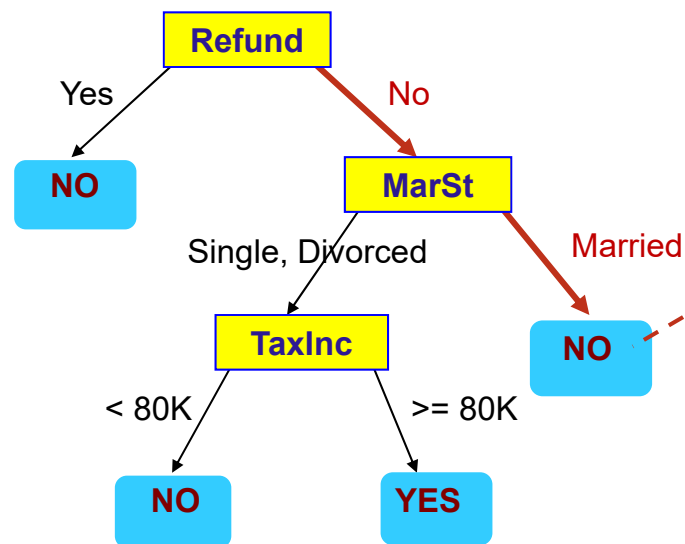 Refund
Yes
No
NO
MarSt
Single, Divorced
Married
TaxInc
NO
< 80K
>= 80K
NO
YES